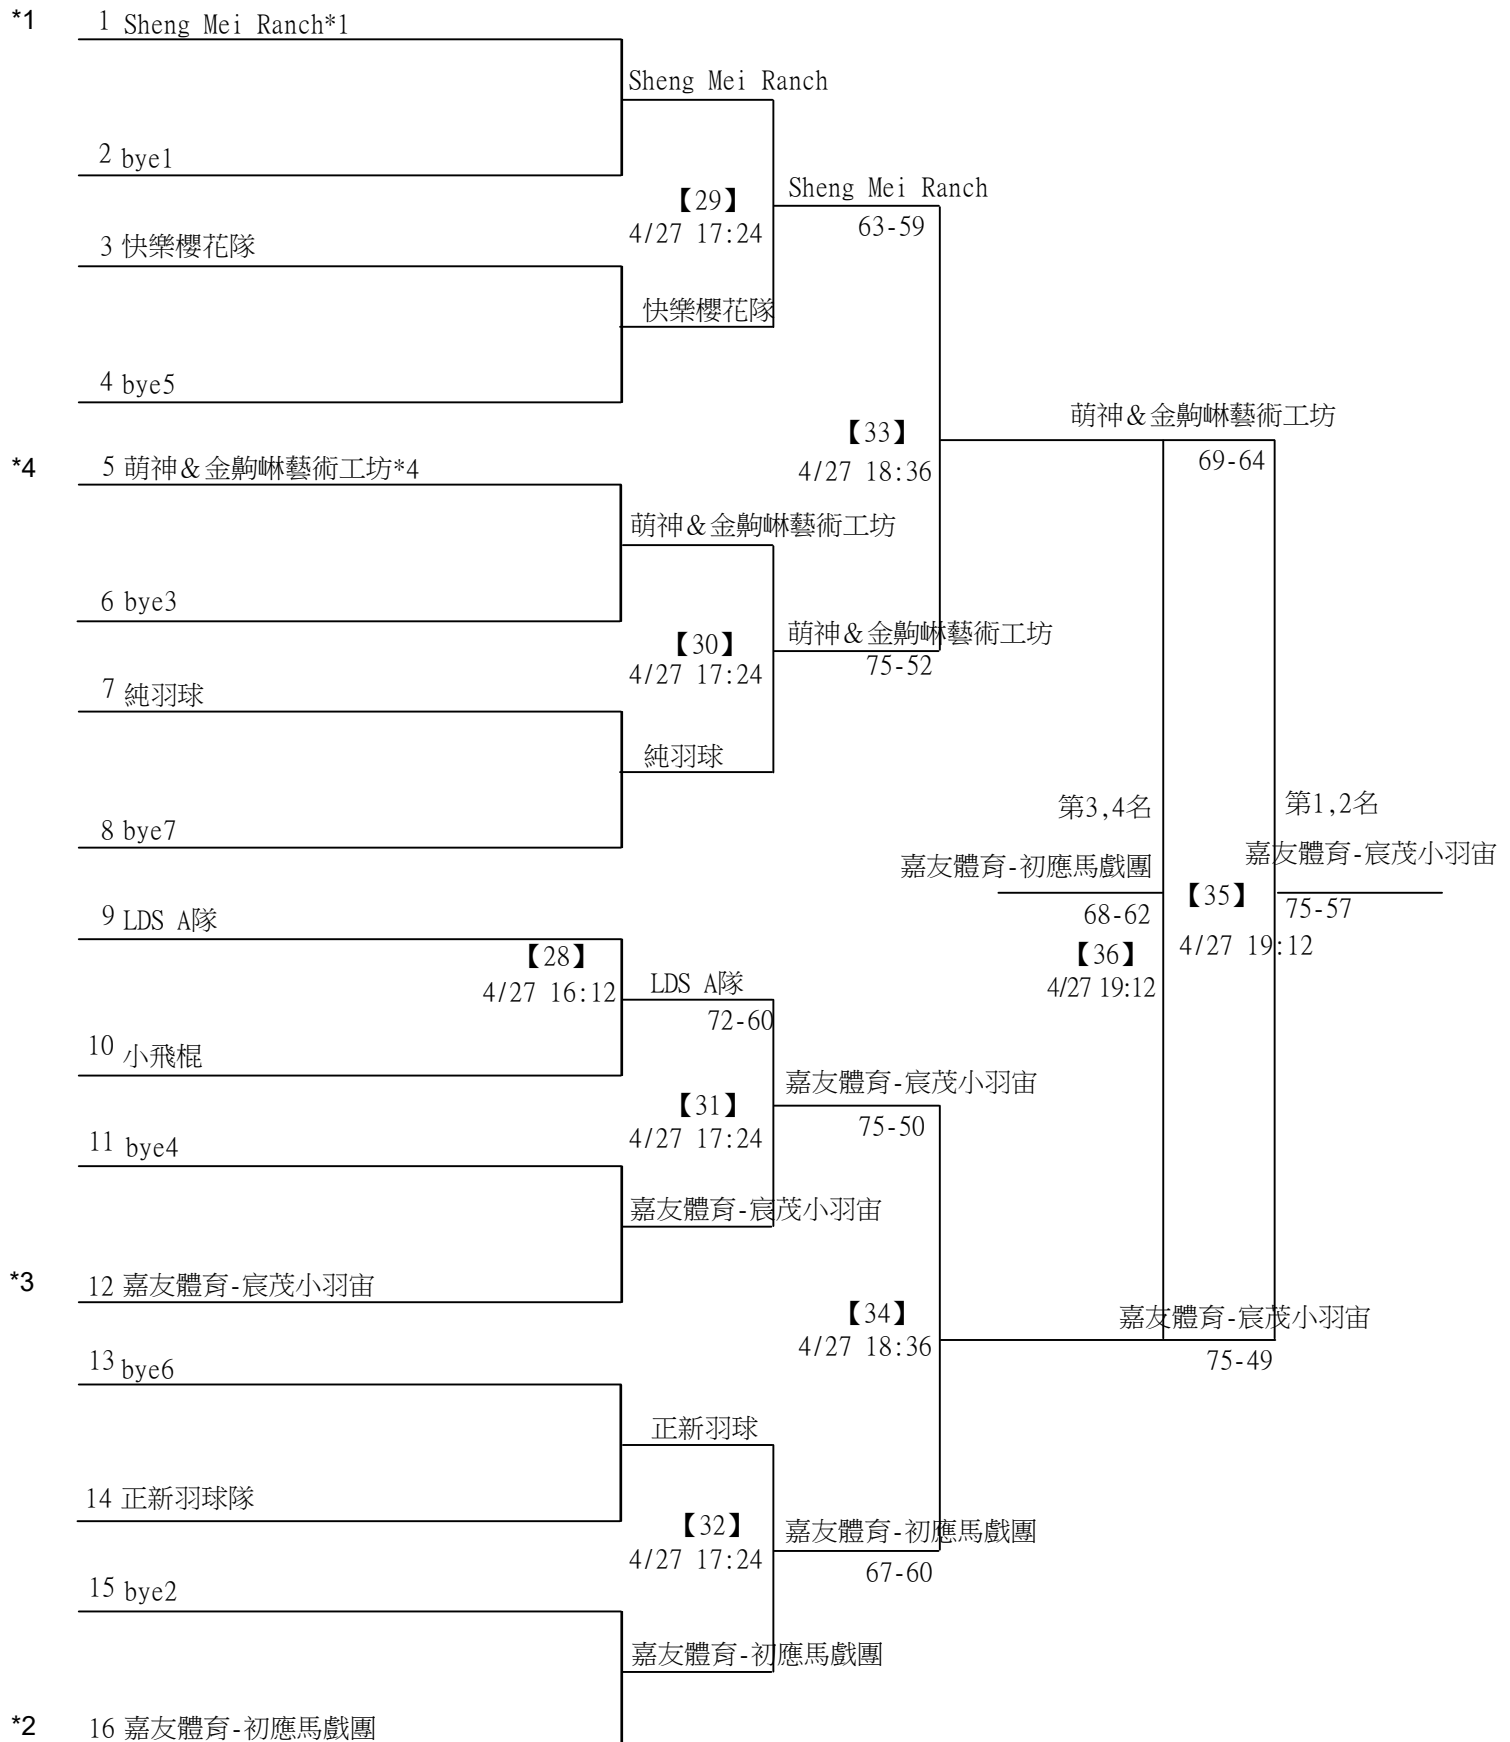 *1
1 Sheng Mei Ranch*1
Sheng Mei Ranch
2 bye1
【29】
4/27 17:24
Sheng Mei Ranch
63-59
3 快樂櫻花隊
快樂櫻花隊
4 bye5
【33】
4/27 18:36
萌神&金齁崊藝術工坊
69-64
*4
5 萌神&金齁崊藝術工坊*4
萌神&金齁崊藝術工坊
6 bye3
【30】
4/27 17:24
萌神&金齁崊藝術工坊
75-52
7 純羽球
純羽球
8 bye7
第3,4名
第1,2名
嘉友體育-初應馬戲團
68-62
【36】
4/27 19:12
【35】
4/27 19:12
嘉友體育-宸茂小羽宙
75-57
9 LDS A隊
【28】
4/27 16:12
LDS A隊
72-60
10 小飛棍
【31】
4/27 17:24
嘉友體育-宸茂小羽宙
75-50
11 bye4
嘉友體育-宸茂小羽宙
*3
12 嘉友體育-宸茂小羽宙
【34】
4/27 18:36
嘉友體育-宸茂小羽宙
75-49
13 bye6
正新羽球
14 正新羽球隊
【32】
4/27 17:24
嘉友體育-初應馬戲團
67-60
15 bye2
嘉友體育-初應馬戲團
*2
16 嘉友體育-初應馬戲團